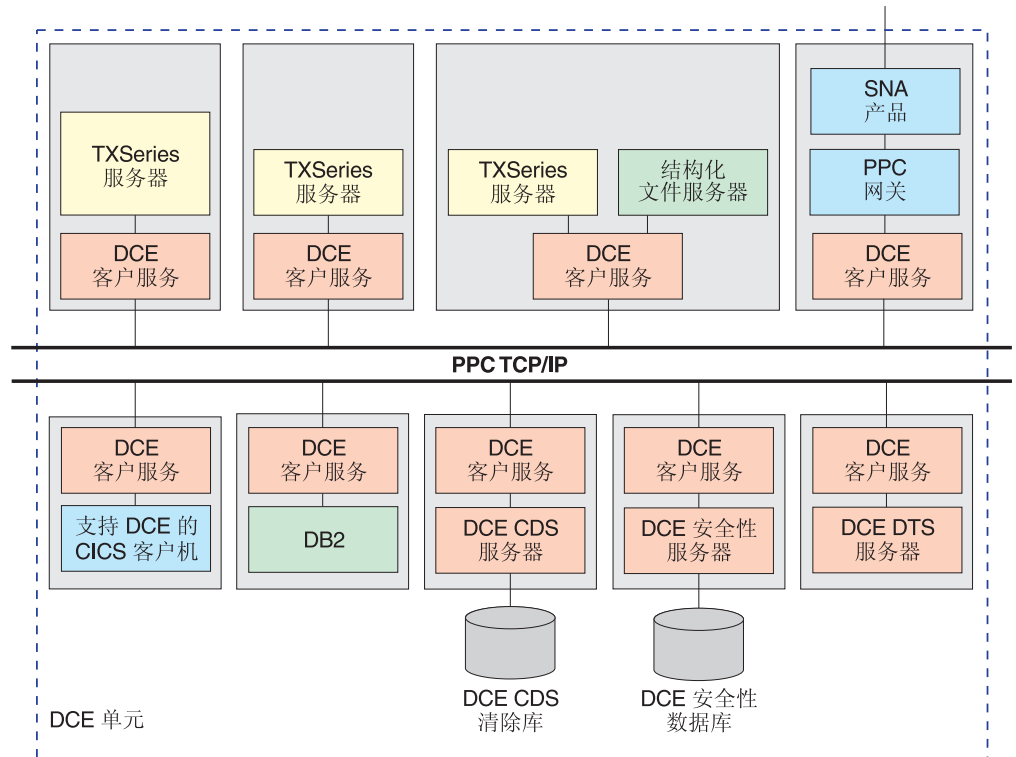 SNA
产品
TXSeries
服务器
TXSeries
服务器
TXSeries
服务器
结构化
文件服务器
PPC
网关
DCE
客户服务
DCE
客户服务
DCE
客户服务
DCE
客户服务
PPC TCP/IP
DCE
客户服务
DCE
客户服务
DCE
客户服务
DCE
客户服务
DCE
客户服务
支持 DCE 的
CICS 客户机
DB2
DCE CDS
服务器
DCE 安全性
服务器
DCE DTS
服务器
DCE CDS
清除库
DCE 安全性
数据库
DCE 单元